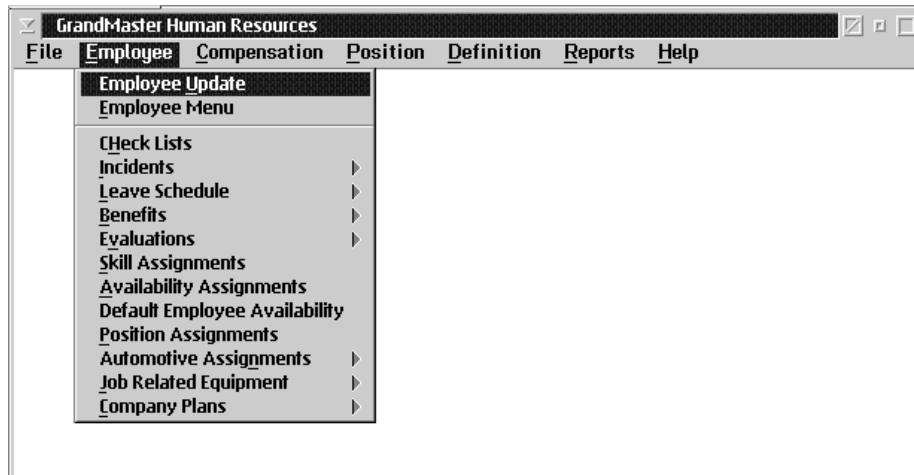 GrandMaster Human Resources
File Employee Compensation Position Definition Reports Help
Employee Update
Employee Menu
CHeck Lists
Incidents
Leave Schedule
Benefits
Evaluations
Skill Assignments
Availability Assignments
Default Employee Availability
Position Assignments
Automotive Assignments
Job Related Equipment
Company Plans